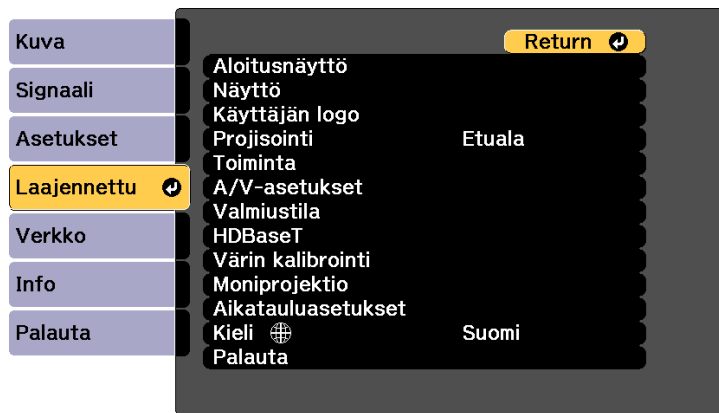 Kuva
Signaali
Asetukset
Laajennettu
Verkko
Info
Palauta
Return
Aloitusnäyttö
Näyttö
Käyttäjän logo
Projisointi Etuala
Toiminta
A/V-asetukset
Valmiustila
HDBaseT
Värin kalibrointi
Moniprojektio
Aikatauluasetukset
Kieli Suomi
Palauta